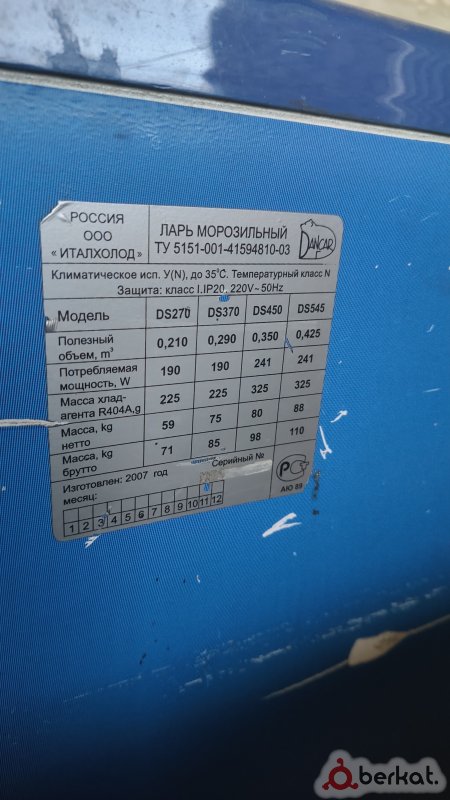 РОССИЯ
ООО
«ИТАЛХОЛОД»
ЛАРЬ МОРОЗИЛЬНЫЙ
ТУ 5151-001-41594810-03
DANCAR
Климатическое исп. У(N), до 35°С. Температурный класс N
Защита: класс I.IP20, 220V~50Hz
Модель DS270 DS370 DS450 DS545
Полезный объем, m³ 0,210 0,290 0,350 0,425
Потребляемая мощность, W 190 190 241 241
Масса хлад-агента R404A,g 225 225 325 325
Масса, kg нетто 59 75 80 88
Масса, kg брутто 71 85 98 110
Изготовлен: 2007 год
месяц:
Серийный №
1 2 3 4 5 6 7 8 9 10 11 12
АЮ 89
berkat.